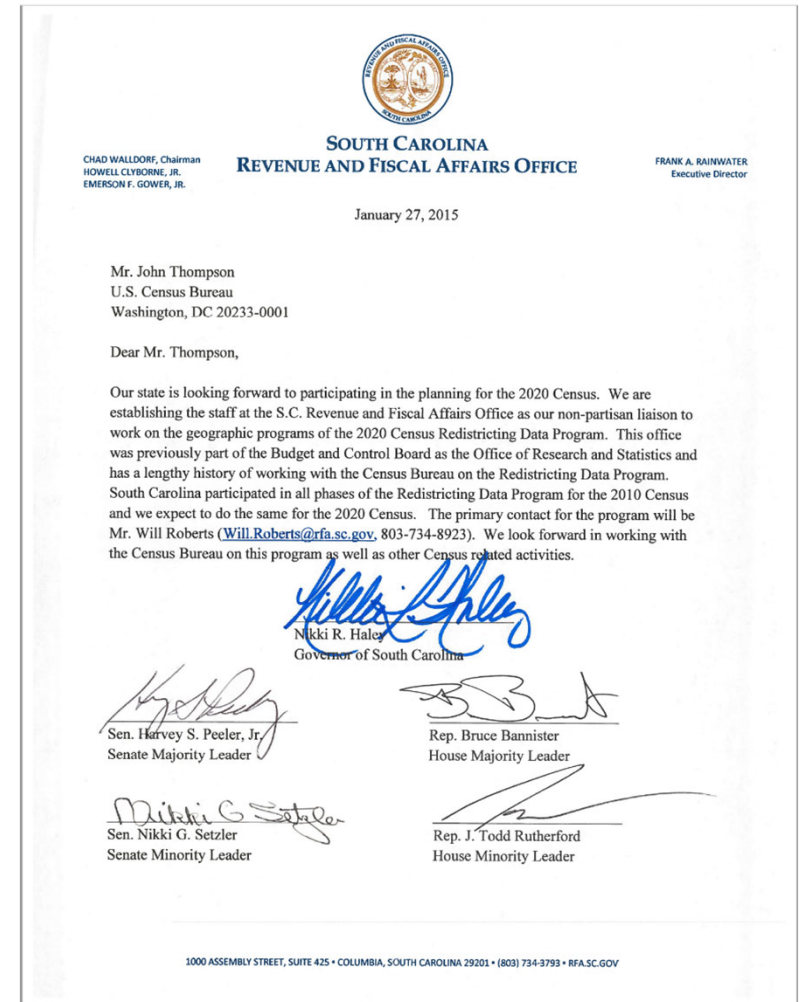 REVENUE AND FISCAL AFFAIRS OFFICE
SOUTH CAROLINA
SOUTH CAROLINA
REVENUE AND FISCAL AFFAIRS OFFICE
CHAD WALLDORF, Chairman
HOWELL CLYBORNE, JR.
EMERSON F. GOWER, JR.
FRANK A. RAINWATER
Executive Director
January 27, 2015
Mr. John Thompson
U.S. Census Bureau
Washington, DC 20233-0001
Dear Mr. Thompson,
Our state is looking forward to participating in the planning for the 2020 Census. We are
establishing the staff at the S.C. Revenue and Fiscal Affairs Office as our non-partisan liaison to
work on the geographic programs of the 2020 Census Redistricting Data Program. This office
was previously part of the Budget and Control Board as the Office of Research and Statistics and
has a lengthy history of working with the Census Bureau on the Redistricting Data Program.
South Carolina participated in all phases of the Redistricting Data Program for the 2010 Census
and we expect to do the same for the 2020 Census. The primary contact for the program will be
Mr. Will Roberts (Will.Roberts@rfa.sc.gov, 803-734-8923). We look forward in working with
the Census Bureau on this program as well as other Census related activities.
Nikki R. Haley
Governor of South Carolina
Sen. Harvey S. Peeler, Jr.
Senate Majority Leader
Rep. Bruce Bannister
House Majority Leader
Nikki G Setzler
Sen. Nikki G. Setzler
Senate Minority Leader
Rep. J. Todd Rutherford
House Minority Leader
1000 ASSEMBLY STREET, SUITE 425 • COLUMBIA, SOUTH CAROLINA 29201 • (803) 734-3793 • RFA.SC.GOV